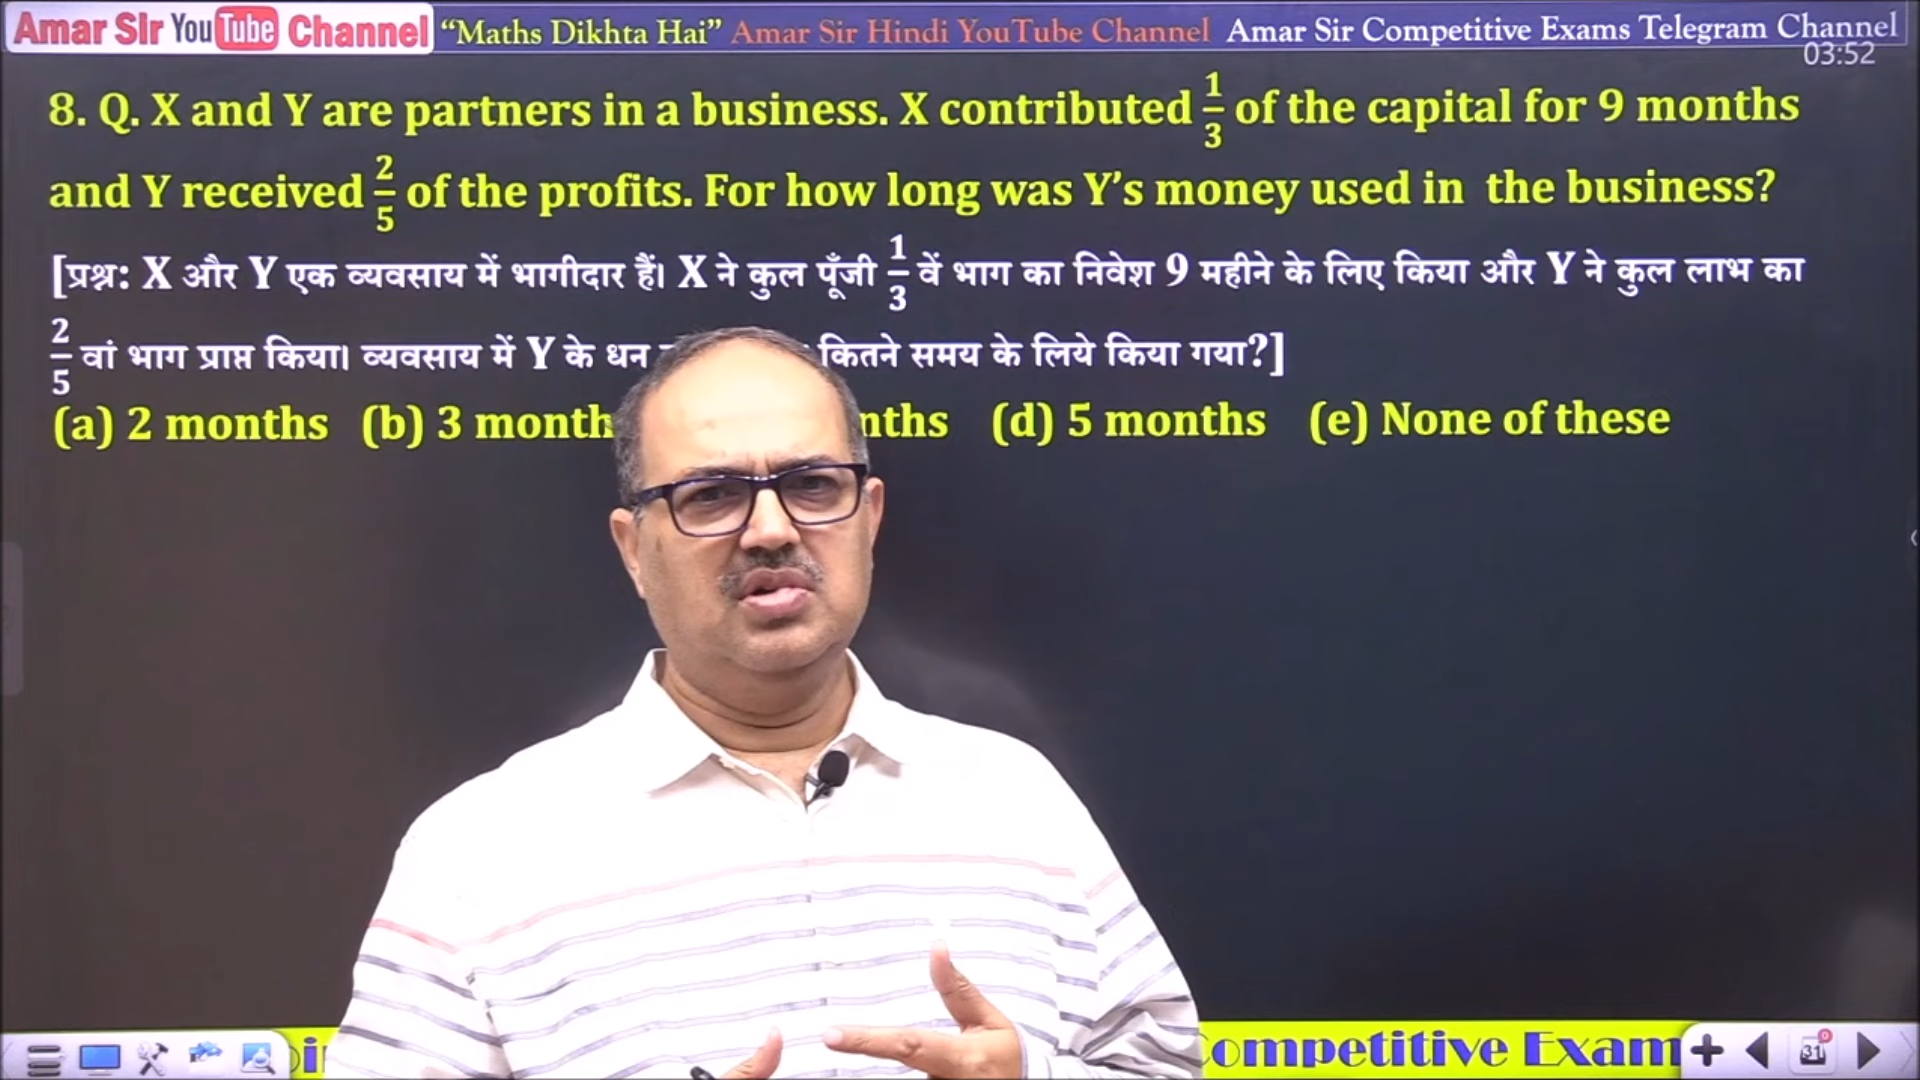 Amar Sir YouTube Channel "Maths Dikhta Hai" Amar Sir Hindi YouTube Channel Amar Sir Competitive Exams Telegram Channel
03:52
8. Q. X and Y are partners in a business. X contributed 1/3 of the capital for 9 months
and Y received 2/5 of the profits. For how long was Y's money used in the business?
[प्रश्न: X और Y एक व्यवसाय में भागीदार हैं। X ने कुल पूँजी 1/3 वें भाग का निवेश 9 महीने के लिए किया और Y ने कुल लाभ का
2/5 वां भाग प्राप्त किया। व्यवसाय में Y के धन कितने समय के लिये किया गया?]
(a) 2 months (b) 3 month nths (d) 5 months (e) None of these
ompetitive Exam
31 0